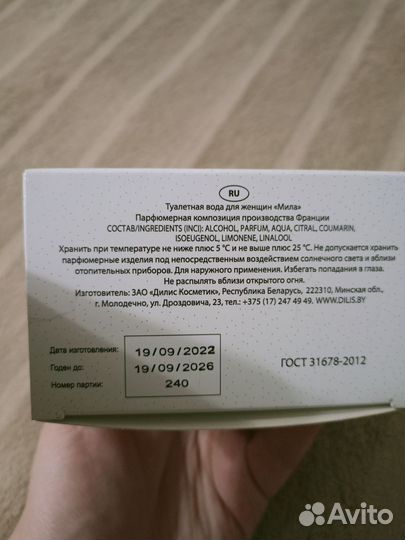 RU
Туалетная вода для женщин «Мила»
Парфюмерная композиция производства Франции
СОСТАВ/INGREDIENTS (INCI): ALCOHOL, PARFUM, AQUA, CITRAL, COUMARIN,
ISOEUGENOL, LIMONENE, LINALOOL
Хранить при температуре не ниже плюс 5 °C и не выше плюс 25 °C. Не допускается хранить
парфюмерные изделия под непосредственным воздействием солнечного света и вблизи
отопительных приборов. Для наружного применения. Избегать попадания в глаза.
Не распылять вблизи открытого огня.
Изготовитель: ЗАО «Дилис Косметик», Республика Беларусь, 222310, Минская обл.,
г. Молодечно, ул. Дроздовича, 23, тел.: +375 (17) 247 49 49. WWW.DILIS.BY
Дата изготовления: 19/09/2022
Годен до: 19/09/2026
Номер партии: 240
ГОСТ 31678-2012
Avito